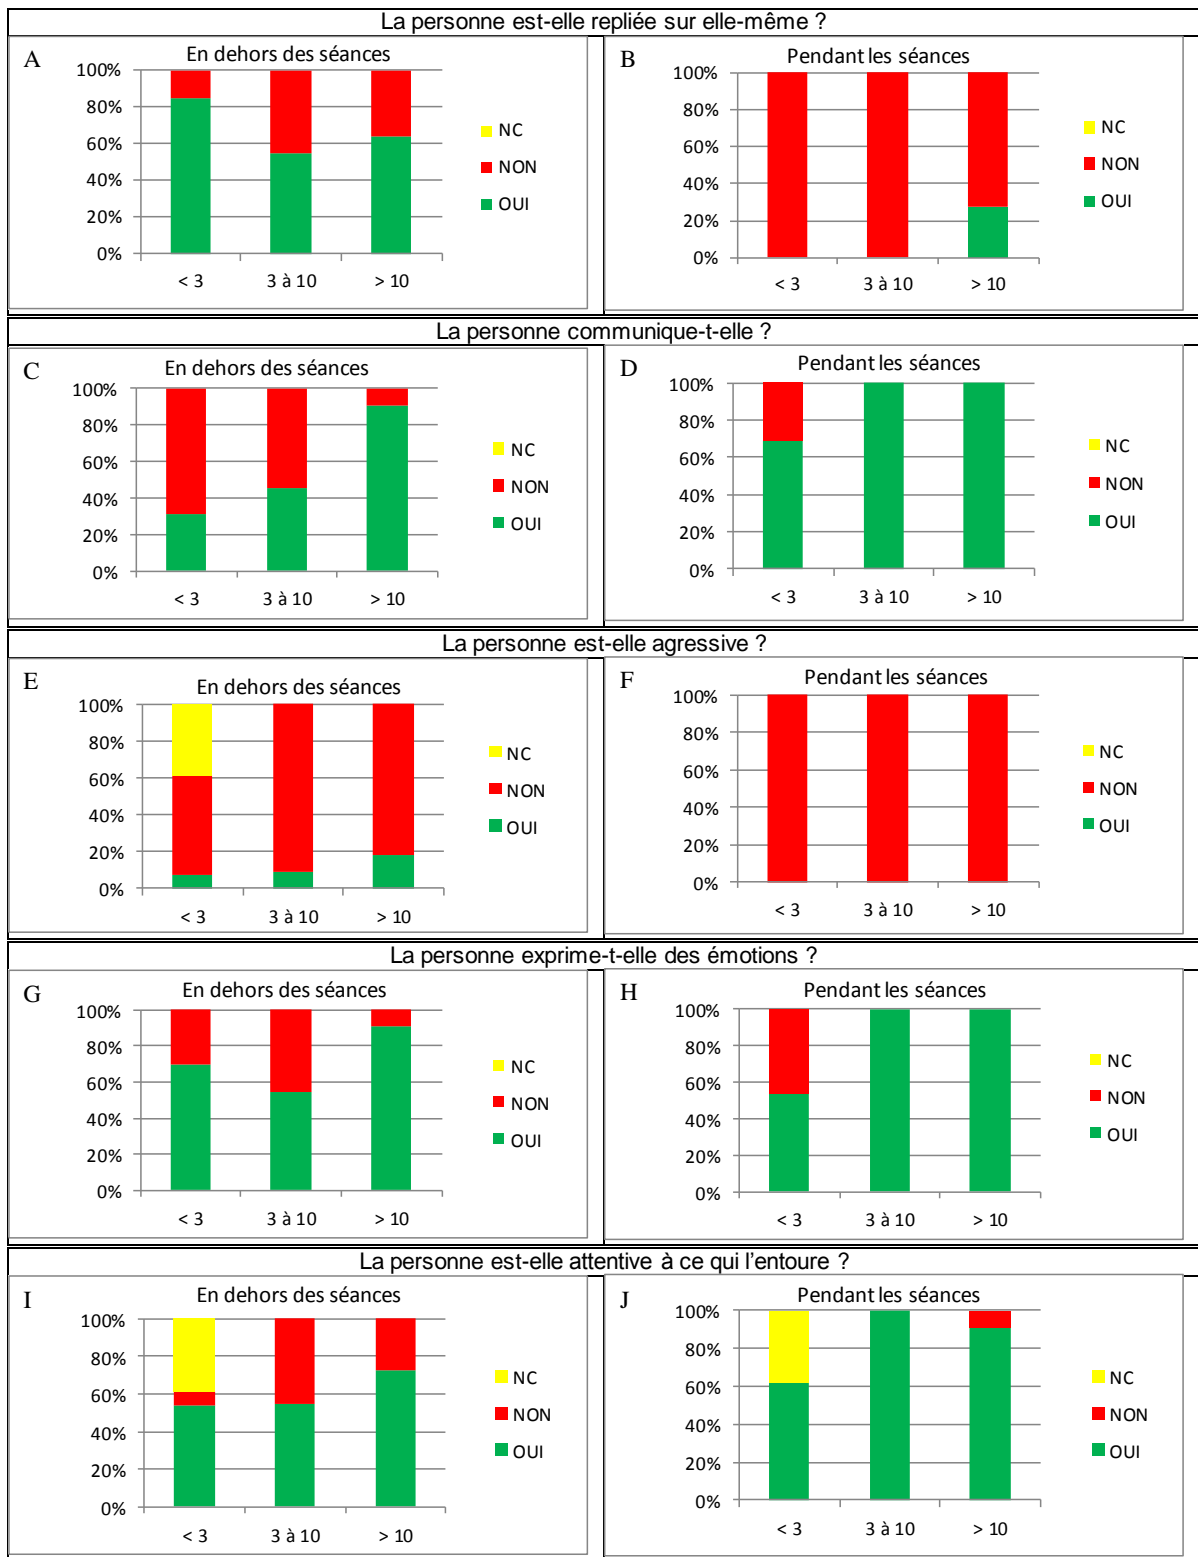 La personne est-elle repliée sur elle-même ?
A
En dehors des séances
100%
80%
60%
40%
20%
0%
< 3
3 à 10
> 10
NC
NON
OUI
B
Pendant les séances
100%
80%
60%
40%
20%
0%
< 3
3 à 10
> 10
NC
NON
OUI
La personne communique-t-elle ?
C
En dehors des séances
100%
80%
60%
40%
20%
0%
< 3
3 à 10
> 10
NC
NON
OUI
D
Pendant les séances
100%
80%
60%
40%
20%
0%
< 3
3 à 10
> 10
NC
NON
OUI
La personne est-elle agressive ?
E
En dehors des séances
100%
80%
60%
40%
20%
0%
< 3
3 à 10
> 10
NC
NON
OUI
F
Pendant les séances
100%
80%
60%
40%
20%
0%
< 3
3 à 10
> 10
NC
NON
OUI
La personne exprime-t-elle des émotions ?
G
En dehors des séances
100%
80%
60%
40%
20%
0%
< 3
3 à 10
> 10
NC
NON
OUI
H
Pendant les séances
100%
80%
60%
40%
20%
0%
< 3
3 à 10
> 10
NC
NON
OUI
La personne est-elle attentive à ce qui l'entoure ?
I
En dehors des séances
100%
80%
60%
40%
20%
0%
< 3
3 à 10
> 10
NC
NON
OUI
J
Pendant les séances
100%
80%
60%
40%
20%
0%
< 3
3 à 10
> 10
NC
NON
OUI